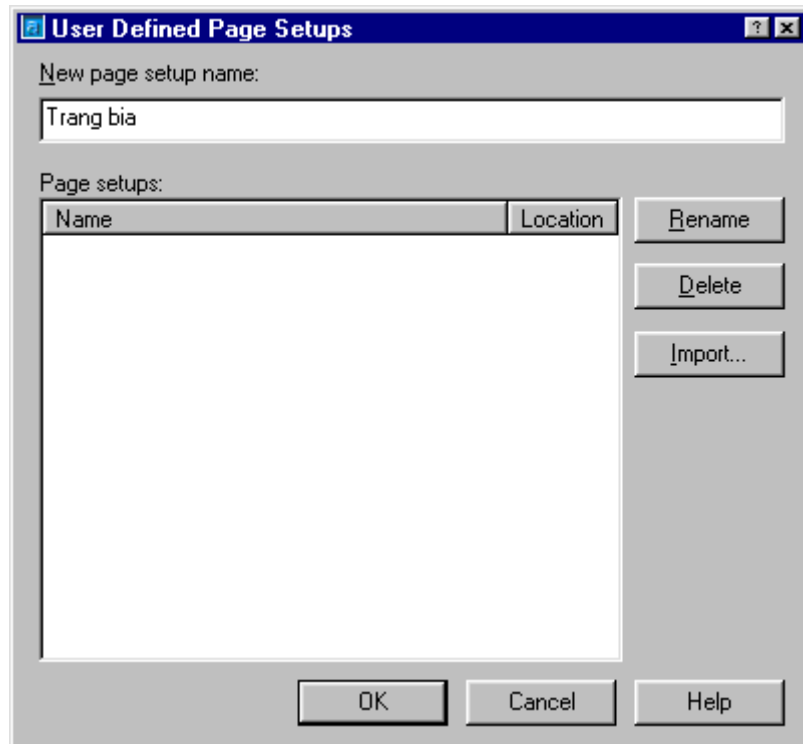 User Defined Page Setups
New page setup name:
Trang bia
Page setups:
Name Location
Rename
Delete
Import...
OK Cancel Help